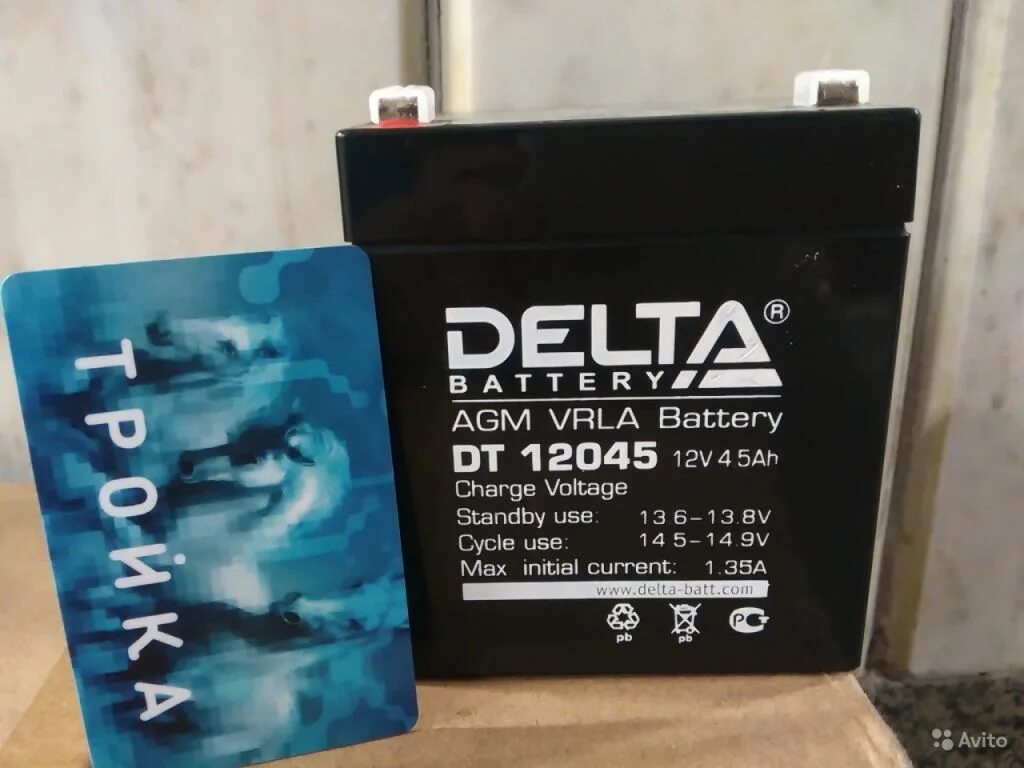 ТРОЙКА
DELTA®
BATTERY
AGM VRLA Battery
DT 12045 12V 4.5Ah
Charge Voltage
Standby use: 13.6-13.8V
Cycle use: 14.5-14.9V
Max initial current: 1.35A
www.delta-batt.com
pb pb PC
Avito